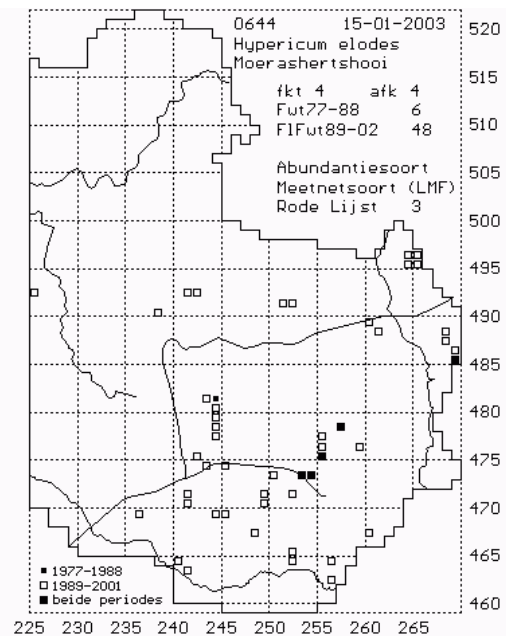 0644 15-01-2003
Hypericum elodes
Moerashertshooi
fkt 4 afk 4
Fwt77-88 6
FlFwt89-02 48
Abundantiesoort
Meetnetsoort (LMF)
Rode Lijst 3
520
515
510
505
500
495
490
485
480
475
470
465
460
1977-1988
1989-2001
beide periodes
225 230 235 240 245 250 255 260 265